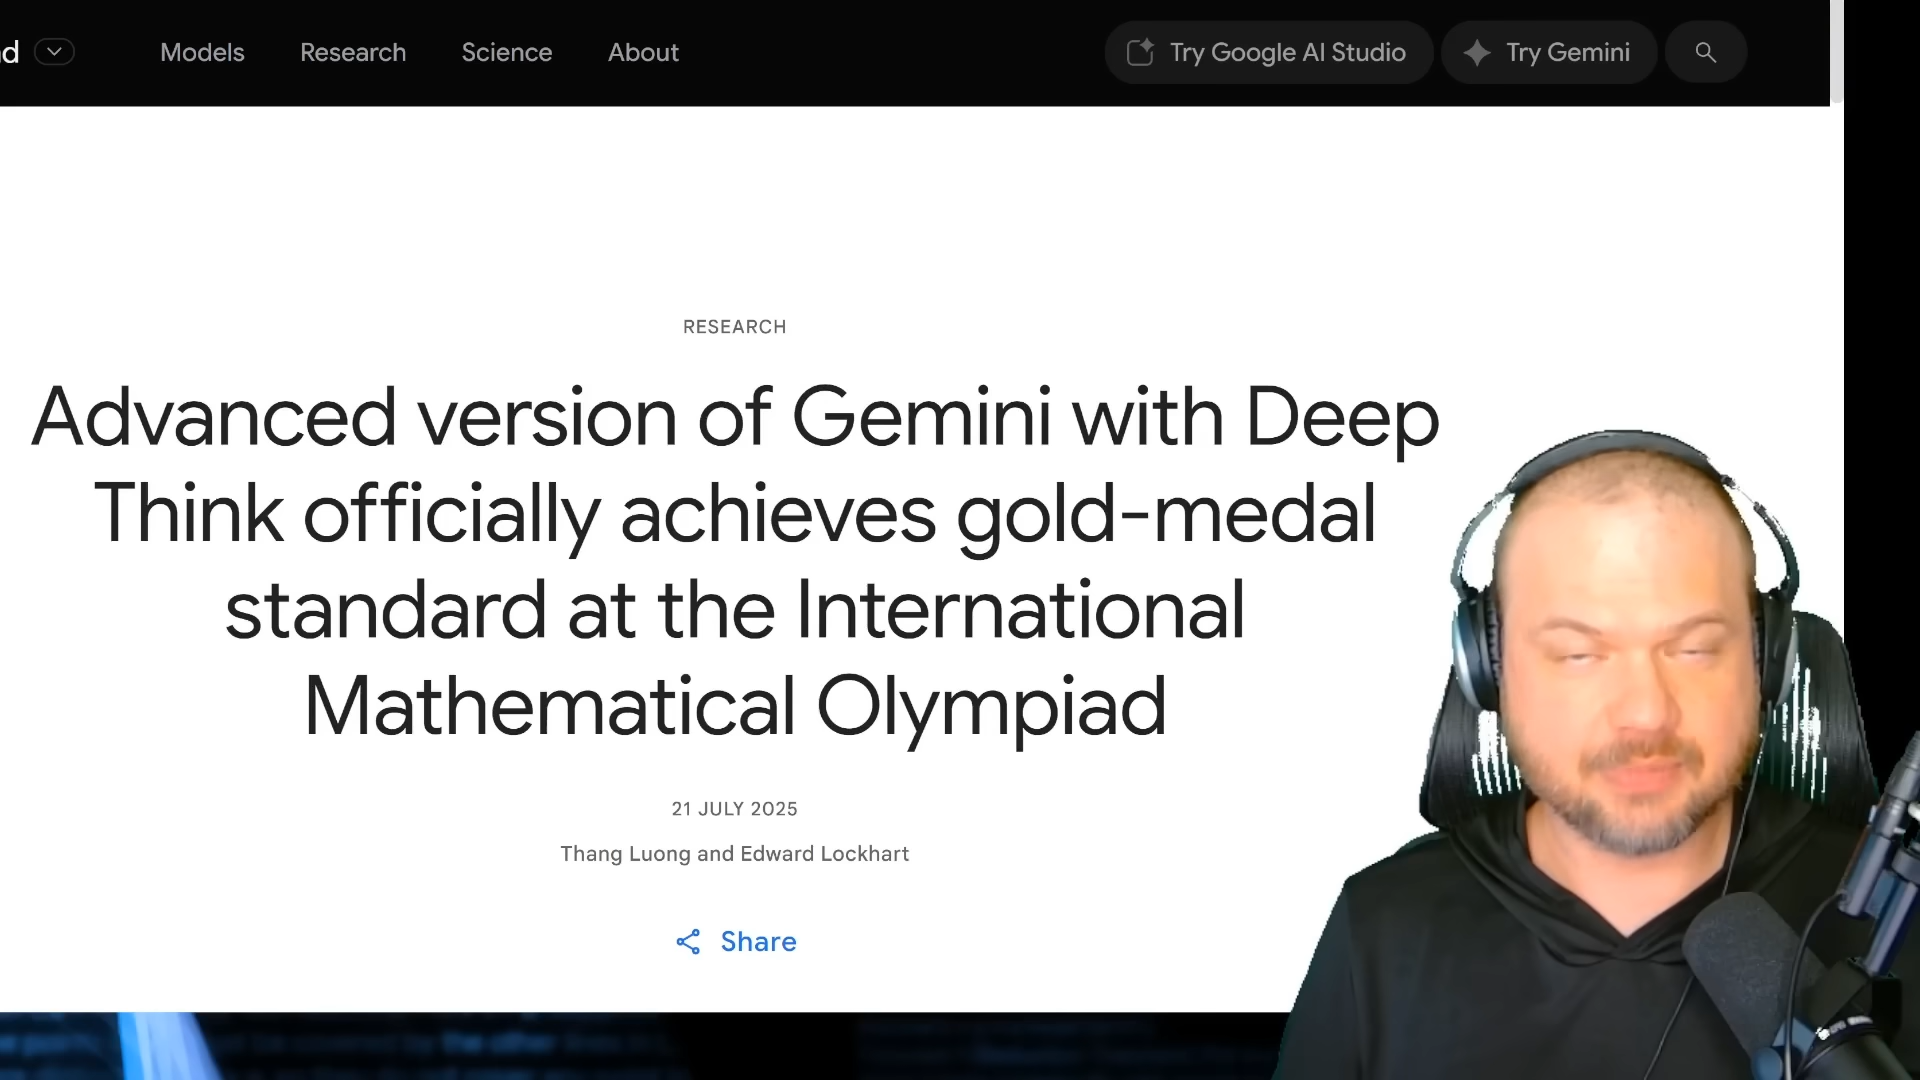 Models Research Science About Try Google AI Studio Try Gemini
RESEARCH
Advanced version of Gemini with Deep
Think officially achieves gold-medal
standard at the International
Mathematical Olympiad
21 JULY 2025
Thang Luong and Edward Lockhart
Share